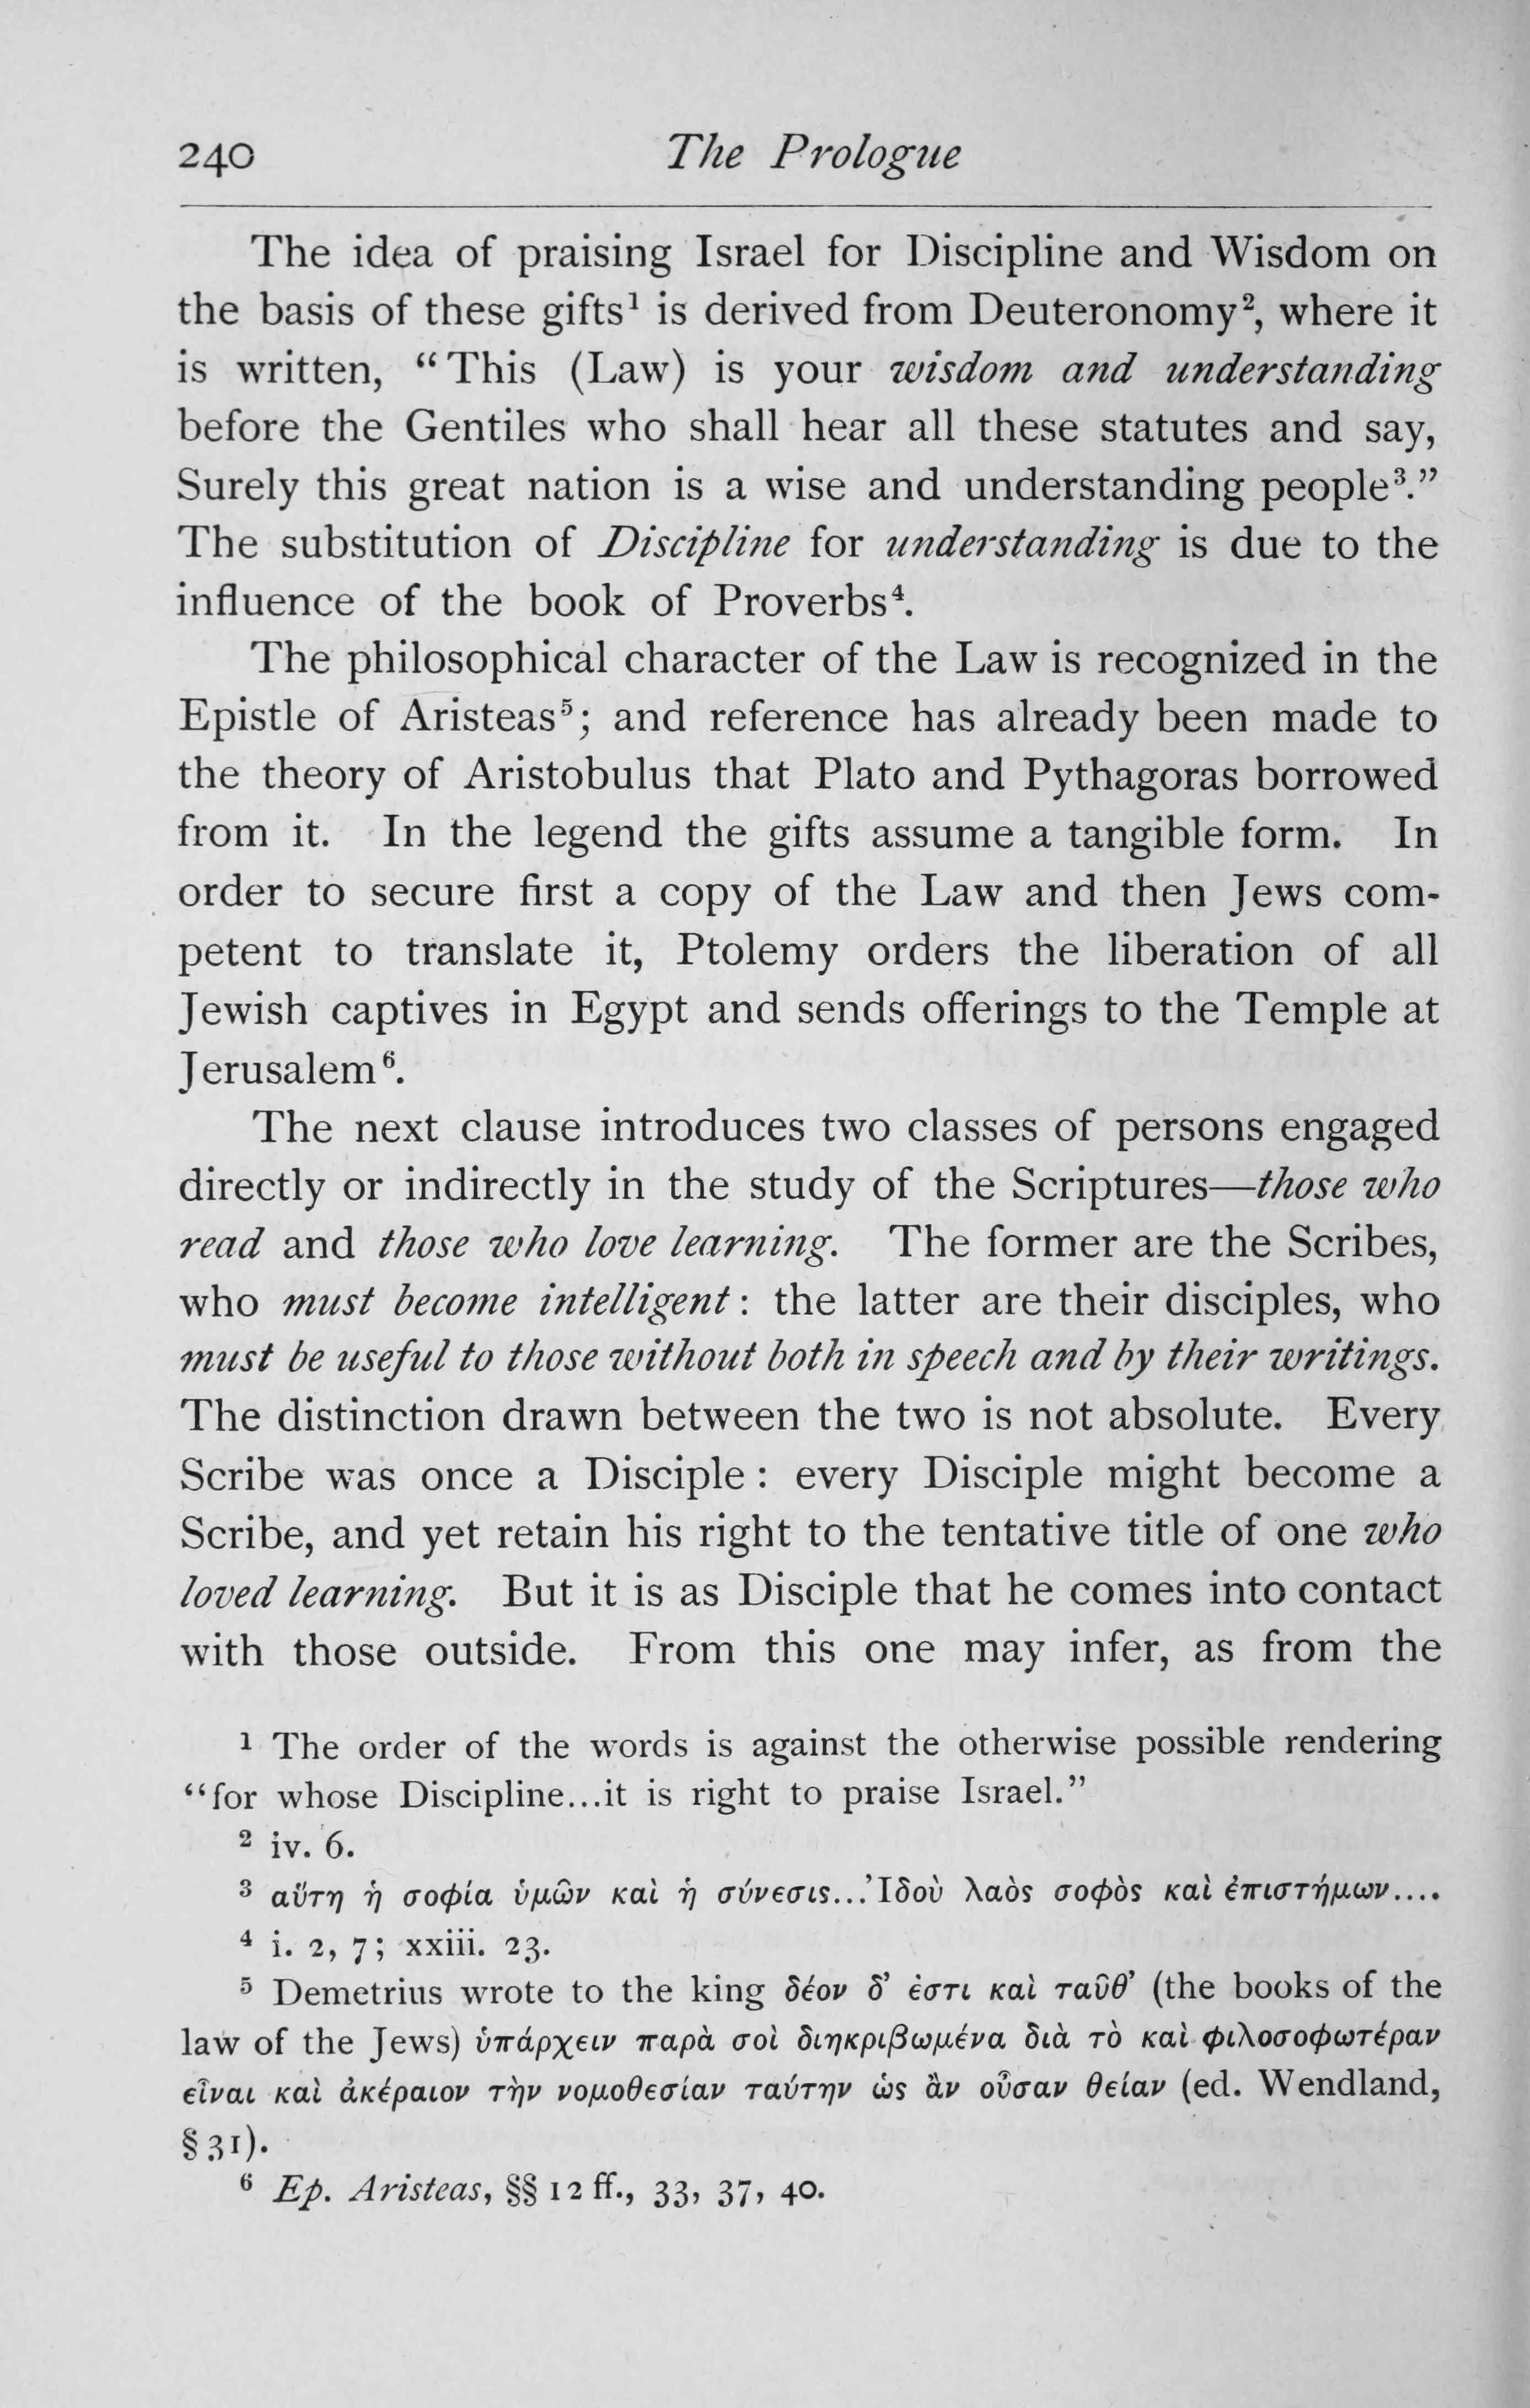 240 The Prologue
The idea of praising Israel for Discipline and Wisdom on
the basis of these gifts¹ is derived from Deuteronomy², where it
is written, “This (Law) is your wisdom and understanding
before the Gentiles who shall hear all these statutes and say,
Surely this great nation is a wise and understanding people³.”
The substitution of Discipline for understanding is due to the
influence of the book of Proverbs⁴.
The philosophical character of the Law is recognized in the
Epistle of Aristeas⁵; and reference has already been made to
the theory of Aristobulus that Plato and Pythagoras borrowed
from it. In the legend the gifts assume a tangible form. In
order to secure first a copy of the Law and then Jews com-
petent to translate it, Ptolemy orders the liberation of all
Jewish captives in Egypt and sends offerings to the Temple at
Jerusalem⁶.
The next clause introduces two classes of persons engaged
directly or indirectly in the study of the Scriptures—those who
read and those who love learning. The former are the Scribes,
who must become intelligent: the latter are their disciples, who
must be useful to those without both in speech and by their writings.
The distinction drawn between the two is not absolute. Every
Scribe was once a Disciple: every Disciple might become a
Scribe, and yet retain his right to the tentative title of one who
loved learning. But it is as Disciple that he comes into contact
with those outside. From this one may infer, as from the
¹ The order of the words is against the otherwise possible rendering
“for whose Discipline...it is right to praise Israel.”
² iv. 6.
³ αὕτη ἡ σοφία ὑμῶν καὶ ἡ σύνεσις...Ἰδοὺ λαὸς σοφὸς καὶ ἐπιστήμων....
⁴ i. 2, 7; xxiii. 23.
⁵ Demetrius wrote to the king δέον δ’ ἐστι καὶ ταῦθ’ (the books of the
law of the Jews) ὑπάρχειν παρὰ σοὶ διηκριβωμένα διὰ τὸ καὶ φιλοσοφωτέραν
εἶναι καὶ ἀκέραιον τὴν νομοθεσίαν ταύτην ὡς ἂν οὖσαν θείαν (ed. Wendland,
§ 31).
⁶ Ep. Aristeas, §§ 12 ff., 33, 37, 40.